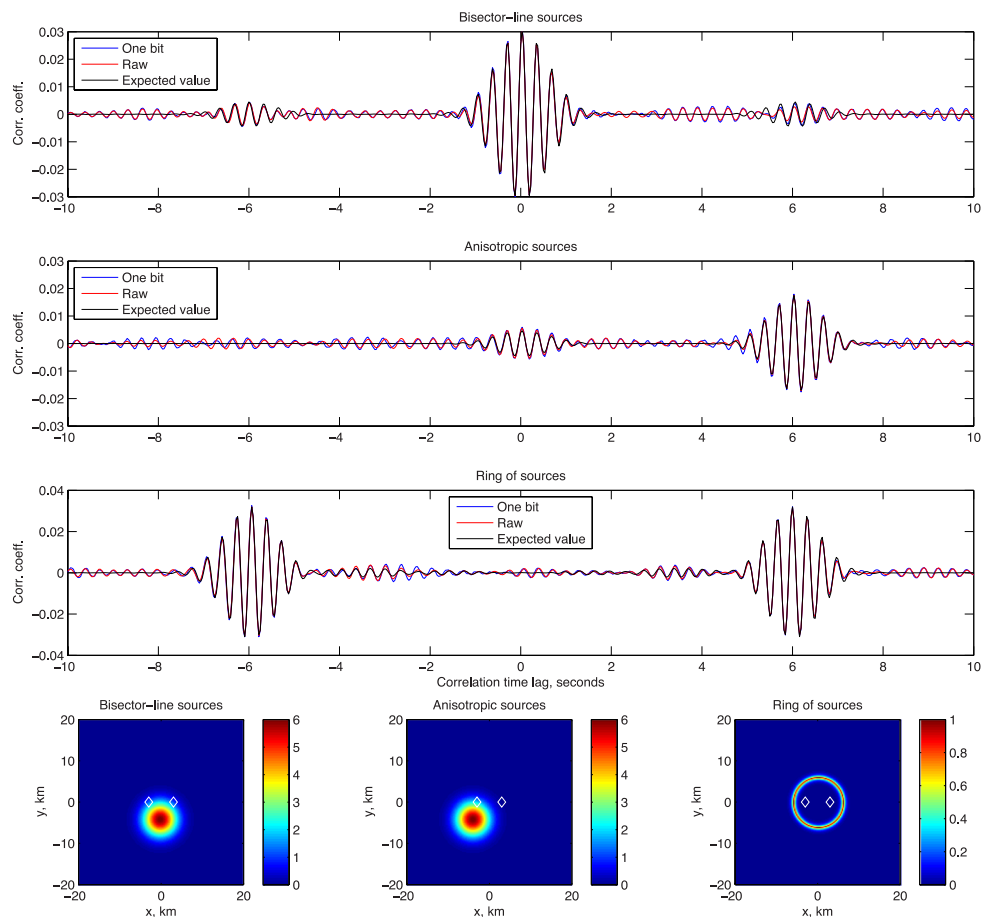 Bisector−line sources
0.03
0.02
0.01
0
−0.01
−0.02
−0.03
Corr. coeff.
One bit
Raw
Expected value
−10 −8 −6 −4 −2 0 2 4 6 8 10
Anisotropic sources
0.03
0.02
0.01
0
−0.01
−0.02
−0.03
Corr. coeff.
One bit
Raw
Expected value
−10 −8 −6 −4 −2 0 2 4 6 8 10
Ring of sources
0.04
0.02
0
−0.02
−0.04
Corr. coeff.
One bit
Raw
Expected value
−10 −8 −6 −4 −2 0 2 4 6 8 10
Correlation time lag, seconds
Bisector−line sources
20
10
0
−10
−20
y, km
−20 0 20
x, km
6
5
4
3
2
1
0
Anisotropic sources
20
10
0
−10
−20
y, km
−20 0 20
x, km
6
5
4
3
2
1
0
Ring of sources
20
10
0
−10
−20
y, km
−20 0 20
x, km
1
0.8
0.6
0.4
0.2
0